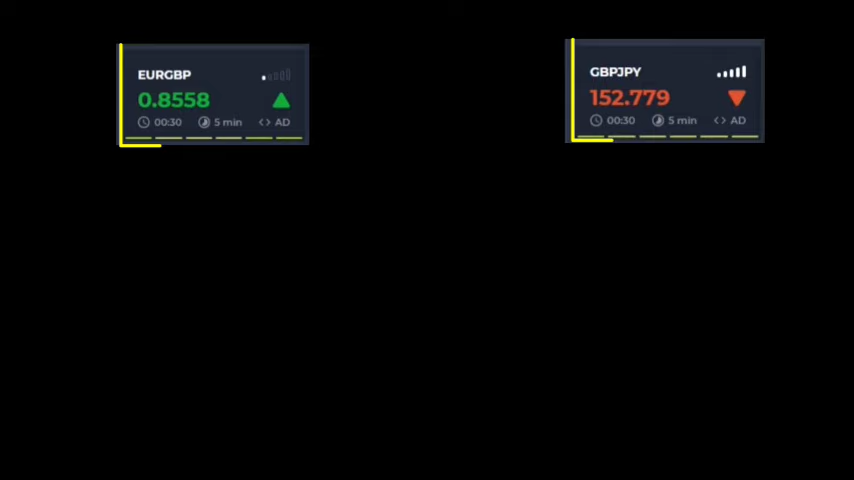 EURGBP
0.8558
00:30 5 min <> AD
GBPJPY
152.779
00:30 5 min <> AD